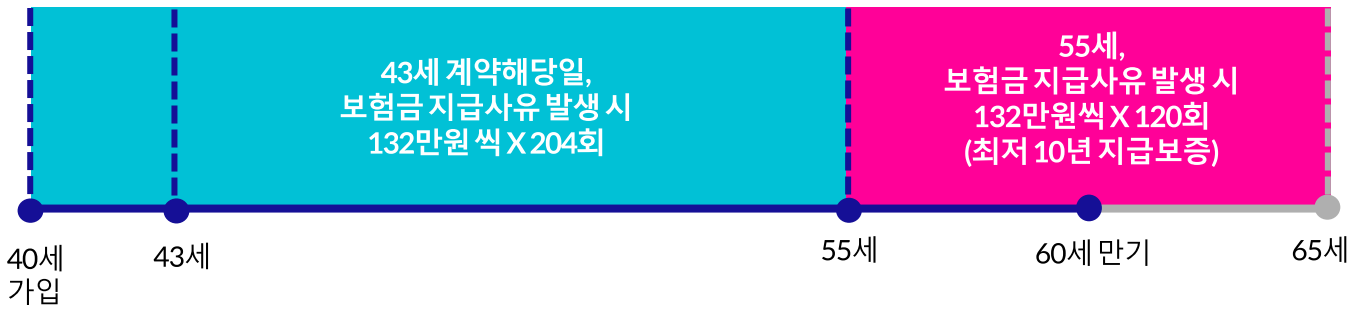 43세 계약해당일,
보험금 지급사유 발생 시
132만원 씩 X 204회
55세,
보험금 지급사유 발생 시
132만원씩 X 120회
(최저 10년 지급보증)
40세
가입
43세
55세
60세 만기
65세